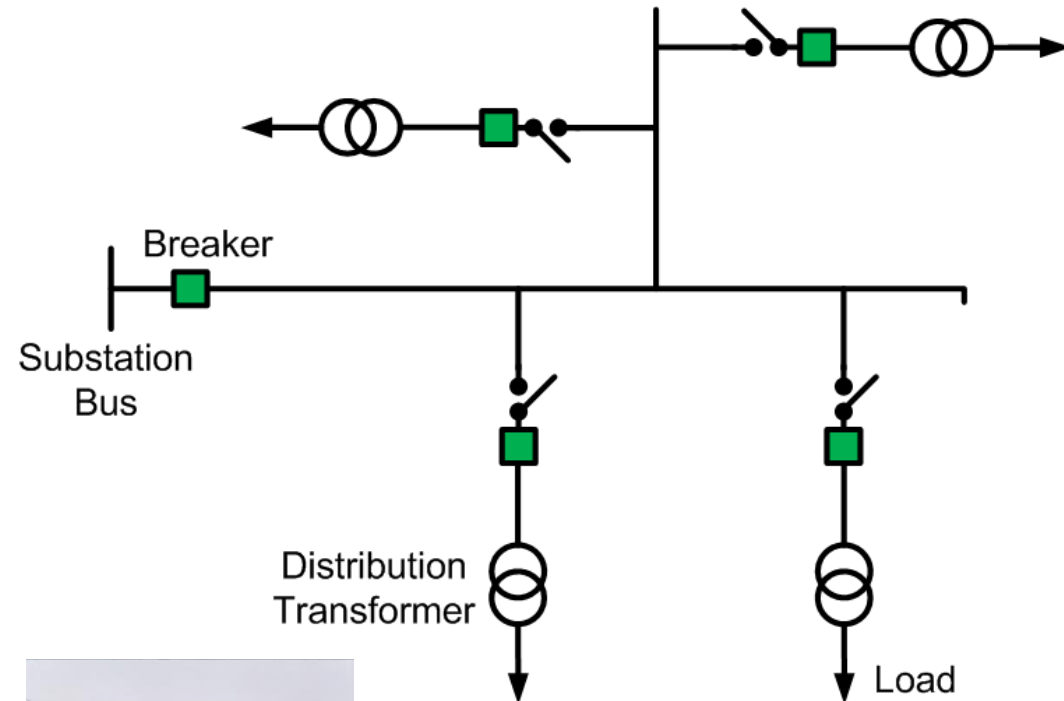 Breaker
Substation
Bus
Distribution
Transformer
Load